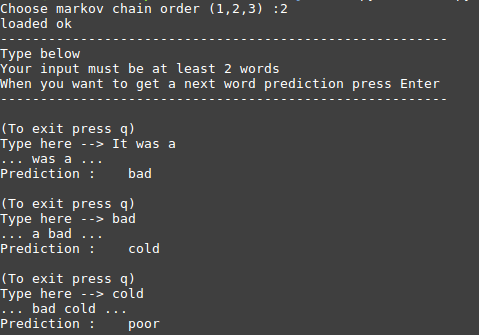 Choose markov chain order (1,2,3) :2
loaded ok
--------------------------------------------------------
Type below
Your input must be at least 2 words
When you want to get a next word prediction press Enter
--------------------------------------------------------
(To exit press q)
Type here --> It was a
... was a ...
Prediction :    bad
(To exit press q)
Type here --> bad
... a bad ...
Prediction :    cold
(To exit press q)
Type here --> cold
... bad cold ...
Prediction :    poor